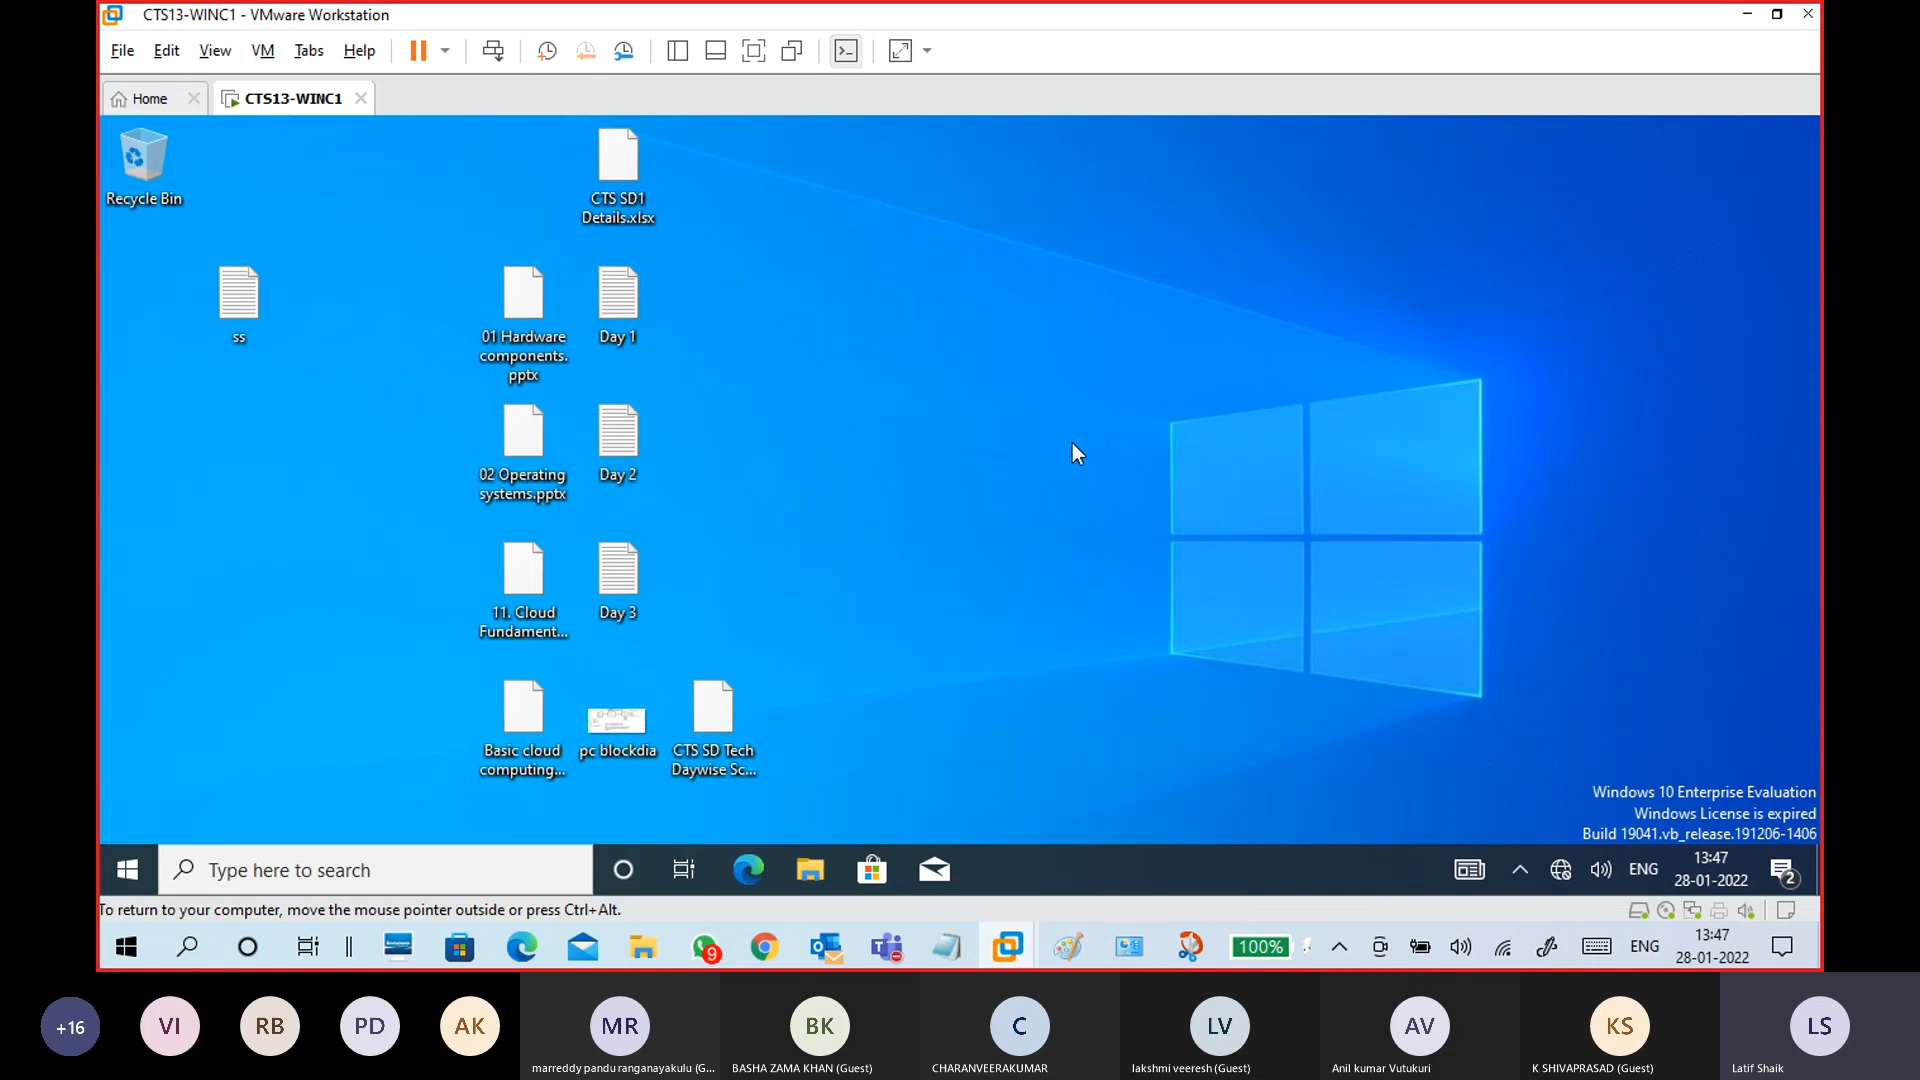 CTS13-WINC1 - VMware Workstation
File Edit View VM Tabs Help
Home CTS13-WINC1
Recycle Bin
CTS SD1
Details.xlsx
ss
01 Hardware
components.
pptx
Day 1
02 Operating
systems.pptx
Day 2
11. Cloud
Fundament...
Day 3
Basic cloud
computing...
pc blockdia
CTS SD Tech
Daywise Sc...
Windows 10 Enterprise Evaluation
Windows License is expired
Build 19041.vb_release.191206-1406
Type here to search
ENG
13:47
28-01-2022
2
To return to your computer, move the mouse pointer outside or press Ctrl+Alt.
9
100%
ENG
13:47
28-01-2022
+16 VI RB PD AK MR BK C LV AV KS LS
marreddy pandu ranganayakulu (G... BASHA ZAMA KHAN (Guest) CHARANVEERAKUMAR lakshmi veeresh (Guest) Anil kumar Vutukuri K SHIVAPRASAD (Guest) Latif Shaik